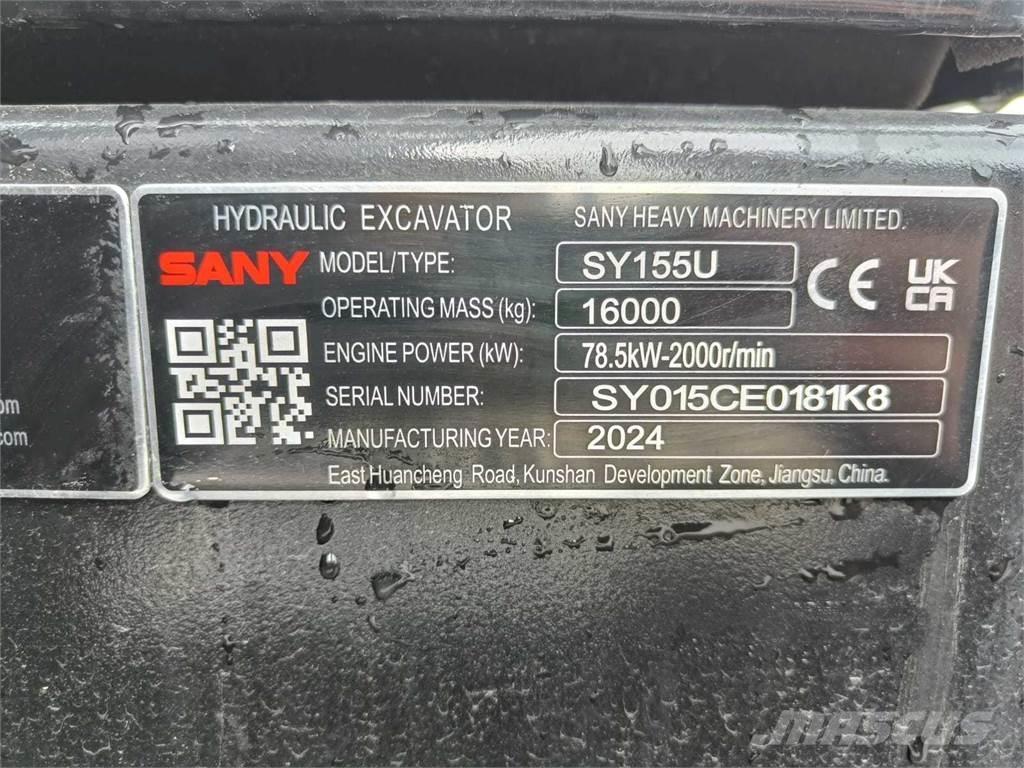 HYDRAULIC EXCAVATOR SANY HEAVY MACHINERY LIMITED.
SANY MODEL/TYPE: SY155U CE UK CA
OPERATING MASS (kg): 16000
ENGINE POWER (kW): 78.5kW-2000r/min
SERIAL NUMBER: SY015CE0181K8
MANUFACTURING YEAR: 2024
East Huancheng Road, Kunshan Development Zone, Jiangsu, China.
om
.com
MASCUS